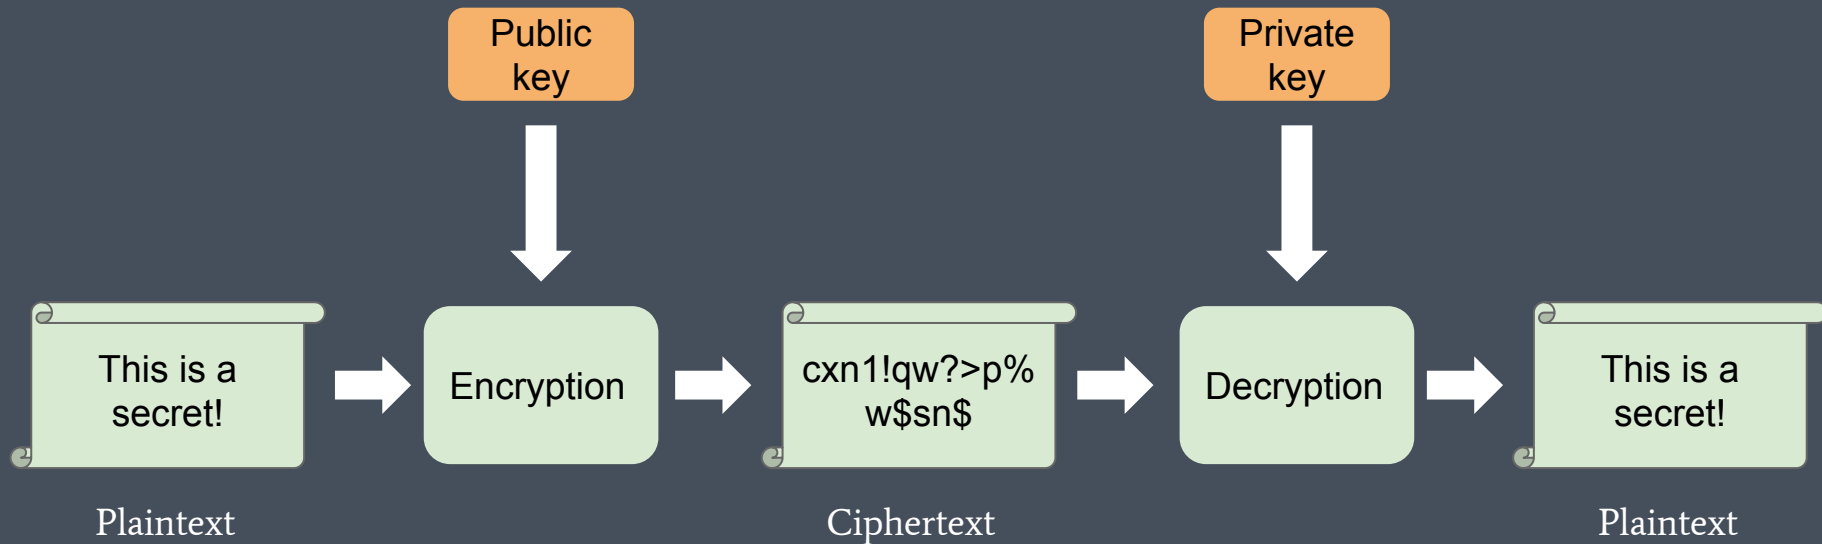 Public
key
Private
key
This is a
secret!
Encryption
cxn1!qw?>p%
w$sn$
Decryption
This is a
secret!
Plaintext
Ciphertext
Plaintext